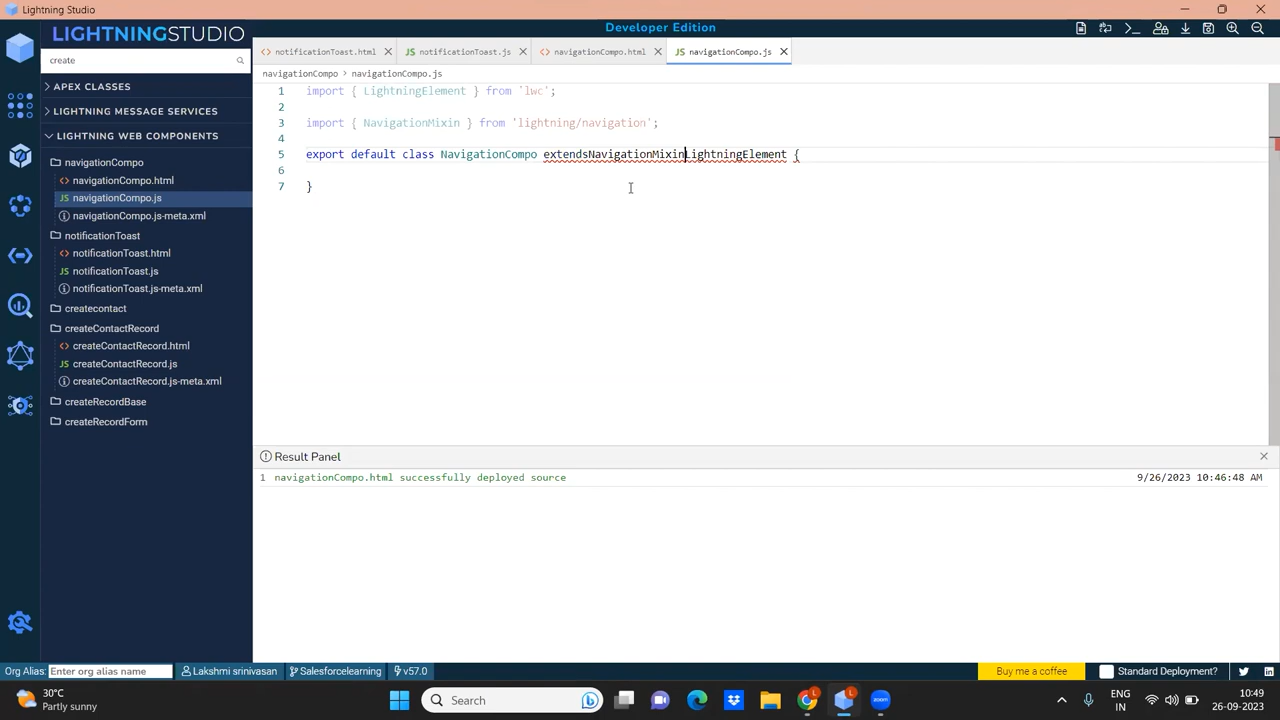 Lightning Studio
LIGHTNINGSTUDIO
Developer Edition
create
notificationToast.html
notificationToast.js
navigationCompo.html
JS navigationCompo.js
navigationCompo > navigationCompo.js
APEX CLASSES
LIGHTNING MESSAGE SERVICES
LIGHTNING WEB COMPONENTS
navigationCompo
navigationCompo.html
JS navigationCompo.js
navigationCompo.js-meta.xml
notificationToast
notificationToast.html
JS notificationToast.js
notificationToast.js-meta.xml
createcontact
createContactRecord
createContactRecord.html
JS createContactRecord.js
createContactRecord.js-meta.xml
createRecordBase
createRecordForm
1 import { LightningElement } from 'lwc';
2
3 import { NavigationMixin } from 'lightning/navigation';
4
5 export default class NavigationCompo extendsNavigationMixinLightningElement {
6
7 }
Result Panel
1 navigationCompo.html successfully deployed source 9/26/2023 10:46:48 AM
Org Alias: Enter org alias name Lakshmi srinivasan Salesforcelearning v57.0 Buy me a coffee Standard Deployment?
30°C
Partly sunny
Search
ENG
IN
10:49
26-09-2023